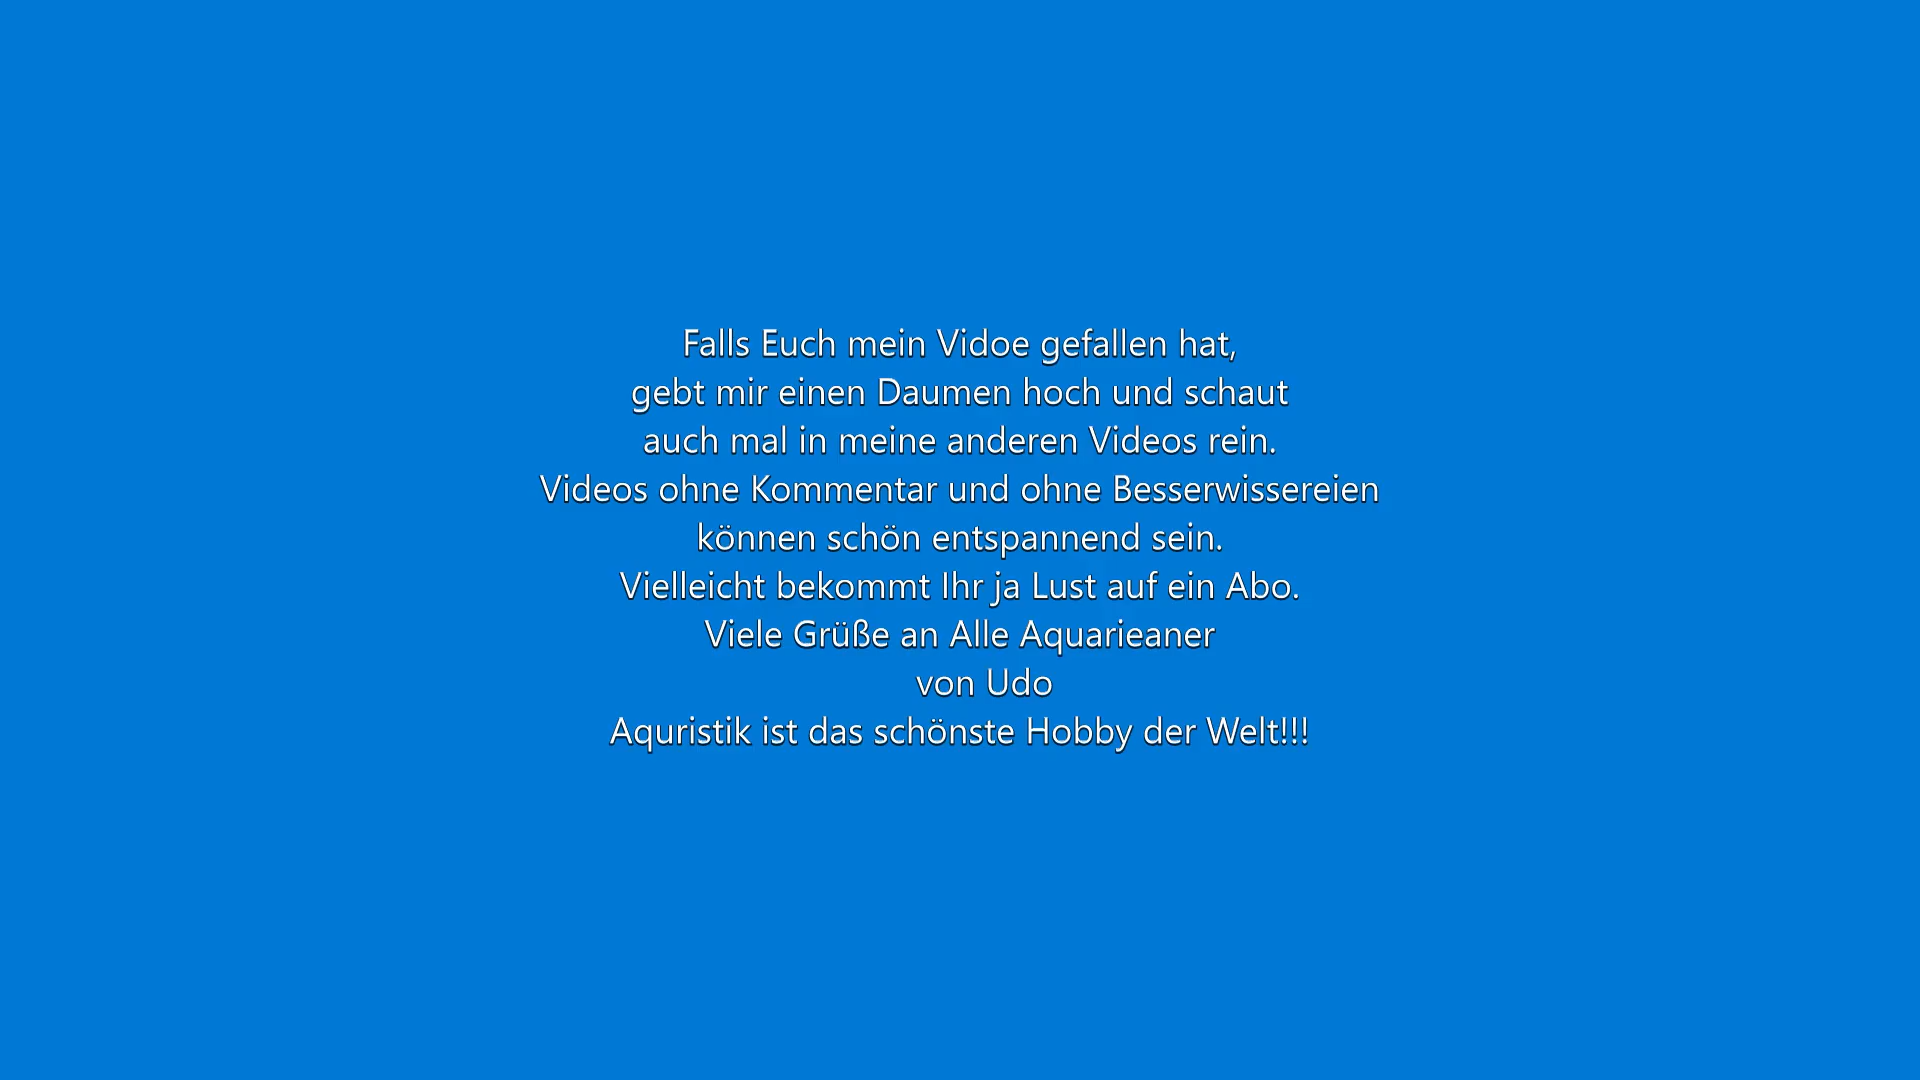 Falls Euch mein Vidoe gefallen hat,
gebt mir einen Daumen hoch und schaut
auch mal in meine anderen Videos rein.
Videos ohne Kommentar und ohne Besserwissereien
können schön entspannend sein.
Vielleicht bekommt Ihr ja Lust auf ein Abo.
Viele Grüße an Alle Aquarieaner
von Udo
Aquristik ist das schönste Hobby der Welt!!!